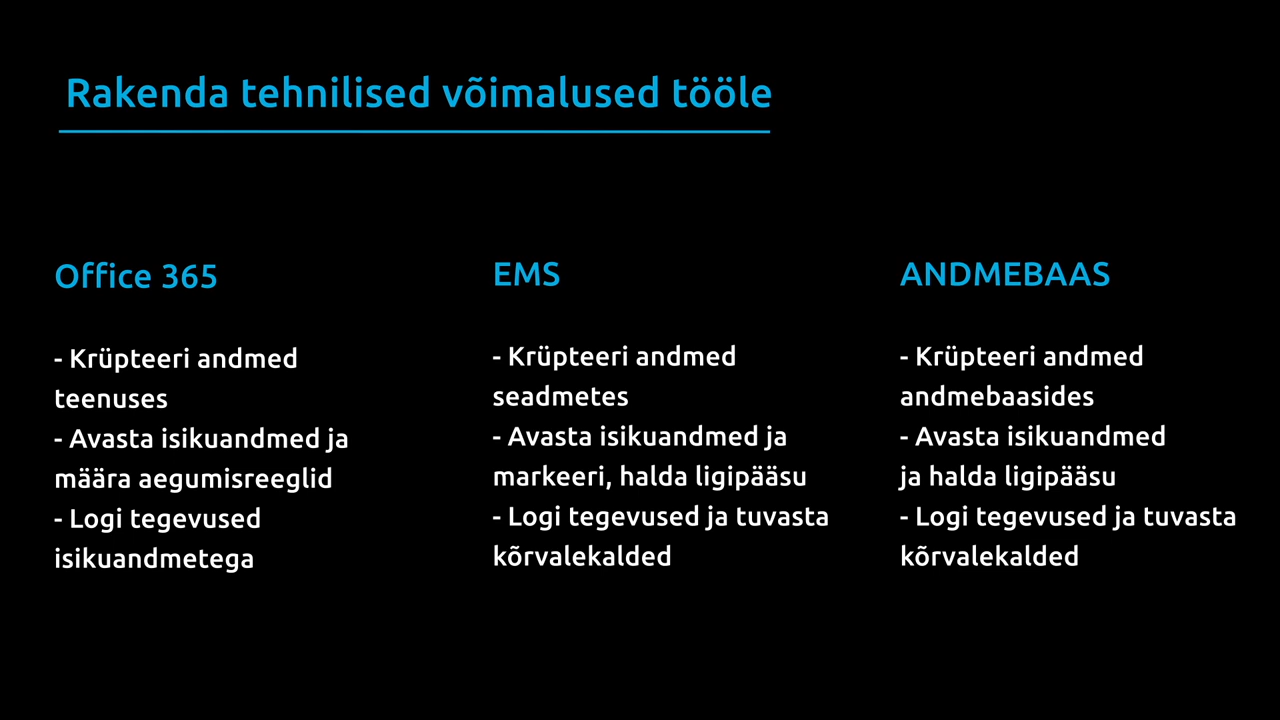 Rakenda tehnilised võimalused tööle
Office 365
- Krüpteeri andmed
teenuses
- Avasta isikuandmed ja
määra aegumisreeglid
- Logi tegevused
isikuandmetega
EMS
- Krüpteeri andmed
seadmetes
- Avasta isikuandmed ja
markeeri, halda ligipääsu
- Logi tegevused ja tuvasta
kõrvalekalded
ANDMEBAAS
- Krüpteeri andmed
andmebaasides
- Avasta isikuandmed
ja halda ligipääsu
- Logi tegevused ja tuvasta
kõrvalekalded